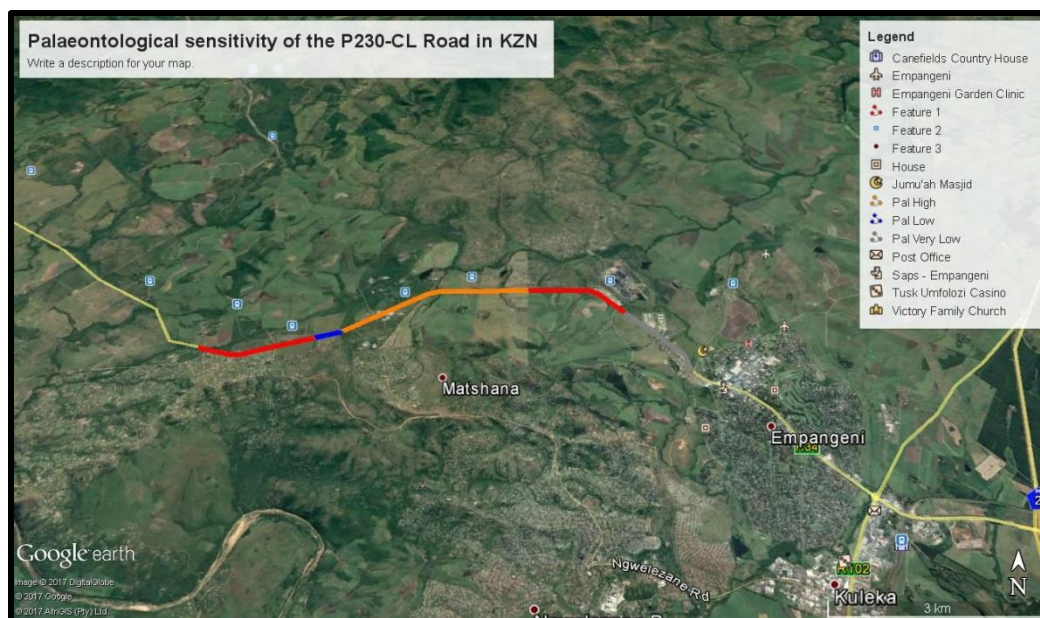 Palaeontological sensitivity of the P230-CL Road in KZN
Write a description for your map.
Legend
Canefields Country House
Empangeni
Empangeni Garden Clinic
Feature 1
Feature 2
Feature 3
House
Jumu'ah Masjid
Pal High
Pal Low
Pal Very Low
Post Office
Saps - Empangeni
Tusk Umfolozi Casino
Victory Family Church
Matshana
Empangeni
R34
2
Ngwelezane Rd
R102
Kuleka
Google earth
Image © 2017 DigitalGlobe
© 2017 Google
© 2017 AfriGIS (Pty) Ltd.
N
3 km